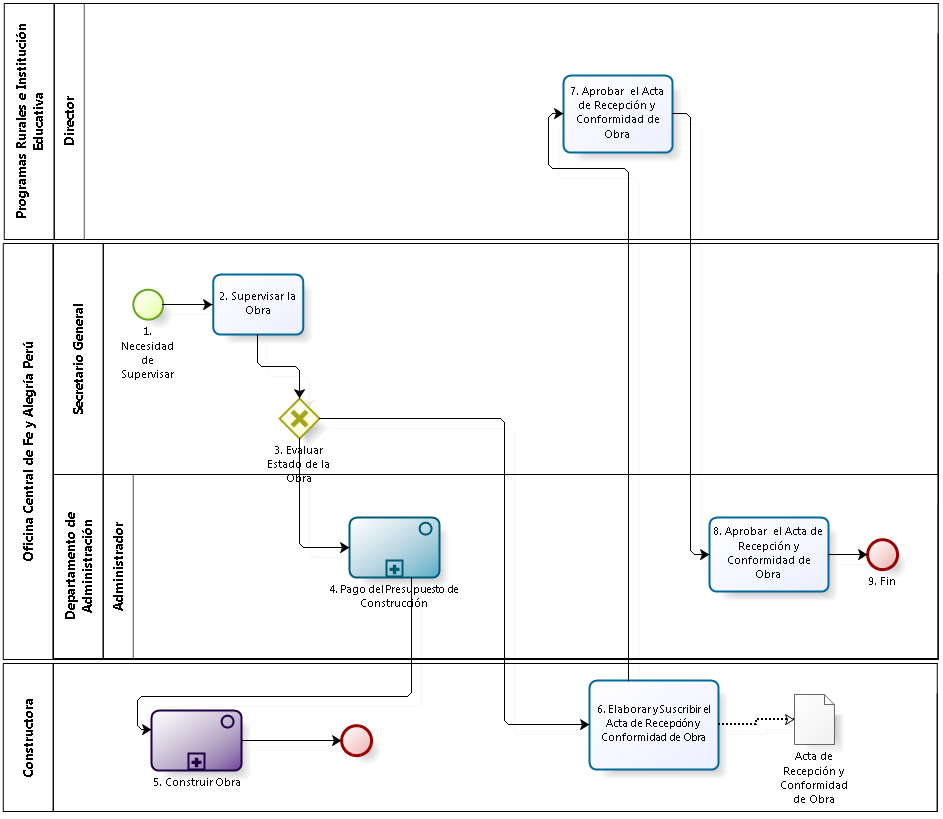 Programas Rurales e Institución
Educativa
Director
7. Aprobar el Acta
de Recepción y
Conformidad de
Obra
Oficina Central de Fe y Alegría Perú
Secretario General
1.
Necesidad
de
Supervisar
2. Supervisar la
Obra
3. Evaluar
Estado de la
Obra
Departamento de
Administración
Administrador
4. Pago del Presupuesto de
Construcción
8. Aprobar el Acta de
Recepción y
Conformidad de
Obra
9. Fin
Constructora
5. Construir Obra
6. Elaborar y Suscribir el
Acta de Recepción y
Conformidad de Obra
Acta de
Recepción y
Conformidad
de Obra